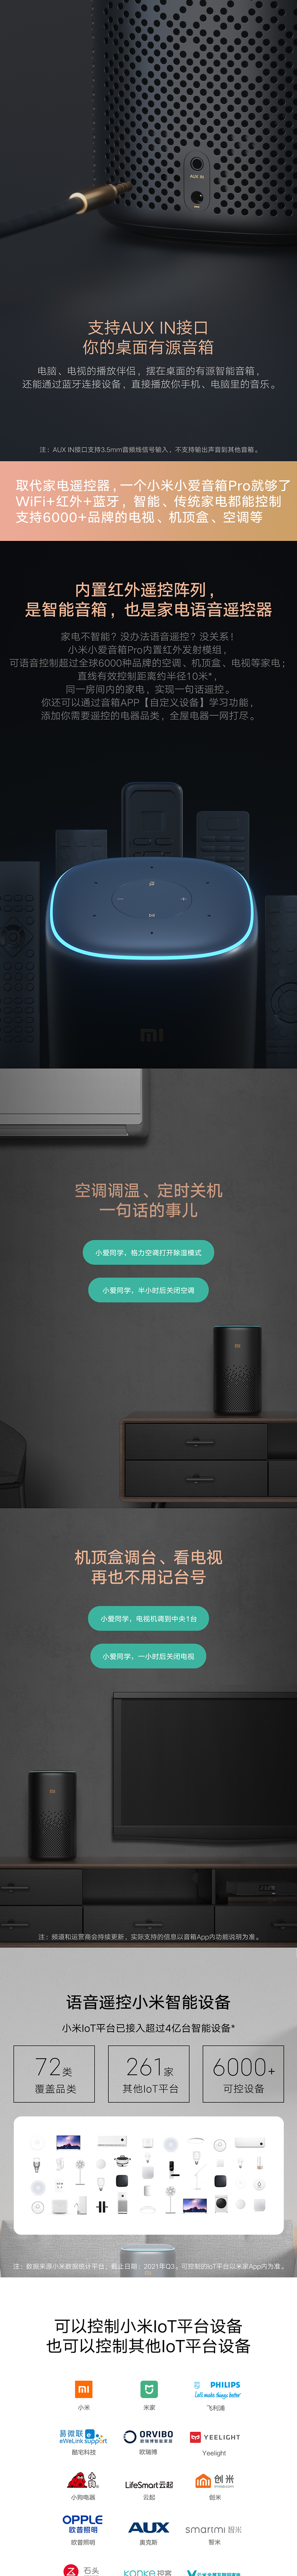 AUX IN
支持AUX IN接口
你的桌面有源音箱
电脑、电视的播放伴侣，摆在桌面的有源智能音箱，
还能通过蓝牙连接设备，直接播放你手机、电脑里的音乐。
注：AUX IN接口支持3.5mm音频线信号输入，不支持输出声音到其他音箱。
取代家电遥控器，一个小米小爱音箱Pro就够了
WiFi+红外+蓝牙，智能、传统家电都能控制
支持6000+品牌的电视、机顶盒、空调等
内置红外遥控阵列，
是智能音箱，也是家电语音遥控器
家电不智能？没办法语音遥控？没关系！
小米小爱音箱Pro内置红外发射模组，
可语音控制超过全球6000种品牌的空调、机顶盒、电视等家电；
直线有效控制距离约半径10米*，
同一房间内的家电，实现一句话遥控。
你还可以通过音箱APP【自定义设备】学习功能，
添加你需要遥控的电器品类，全屋电器一网打尽。
mi
空调调温、定时关机
一句话的事儿
小爱同学，格力空调打开除湿模式
小爱同学，半小时后关闭空调
mi
机顶盒调台、看电视
再也不用记台号
小爱同学，电视机调到中央1台
小爱同学，一小时后关闭电视
mi
注：频道和运营商会持续更新，实际支持的信息以音箱App内功能说明为准。
语音遥控小米智能设备
小米IoT平台已接入超过4亿台智能设备*
72类 261家 6000+
覆盖品类 其他IoT平台 可控设备
注：数据来源小米数据统计平台，截止日期：2021年Q3。可控制的IoT平台以米家App内为准。
可以控制小米IoT平台设备
也可以控制其他IoT平台设备
mi
PHILIPS
Let's make things better
小米 米家 飞利浦
易微联
eWeLink support
ORVIBO
欧瑞博智能家居
YEELIGHT
酷宅科技 欧瑞博 Yeelight
LifeSmart云起
创米
小狗电器 云起 创米
OPPLE
欧普照明
AUX
smartmi 智米
欧普照明 奥克斯 智米
石头
konke 控客